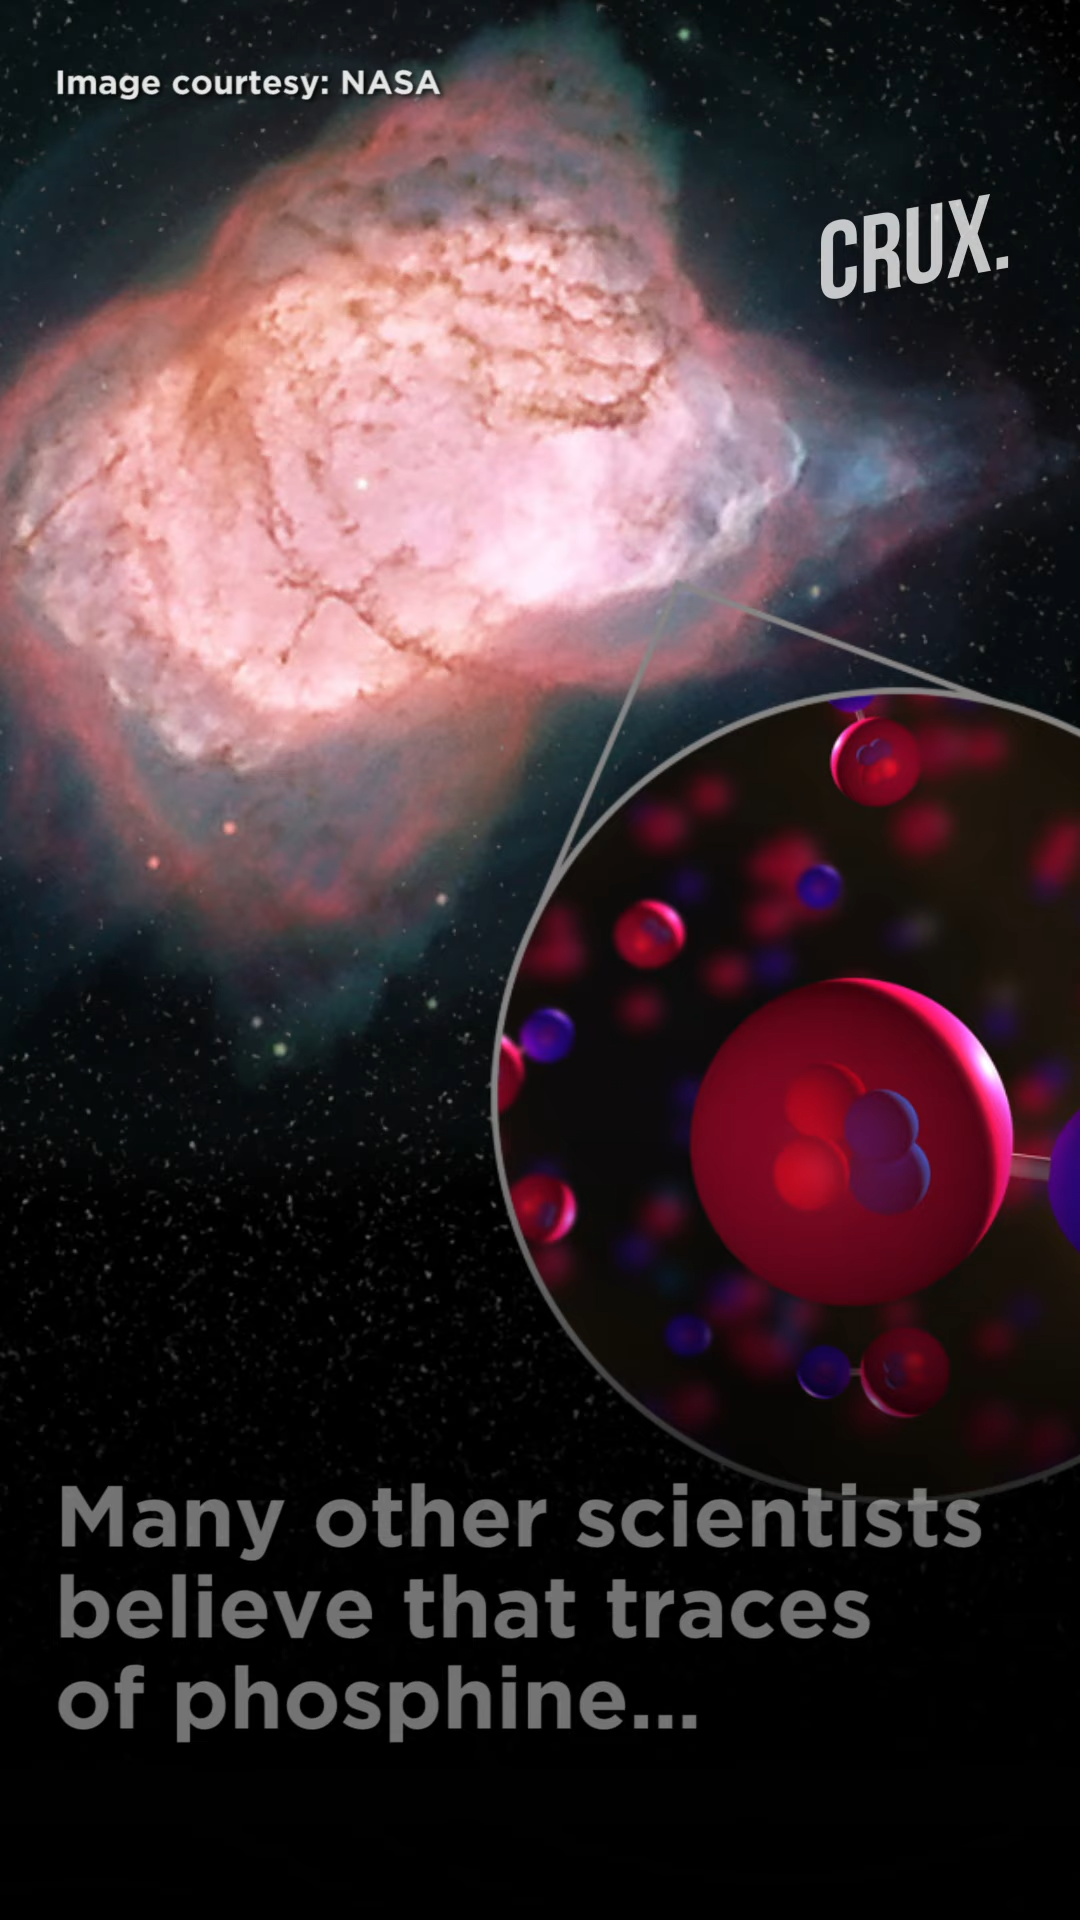 Image courtesy: NASA
CRUX.
Many other scientists
believe that traces
of phosphine...